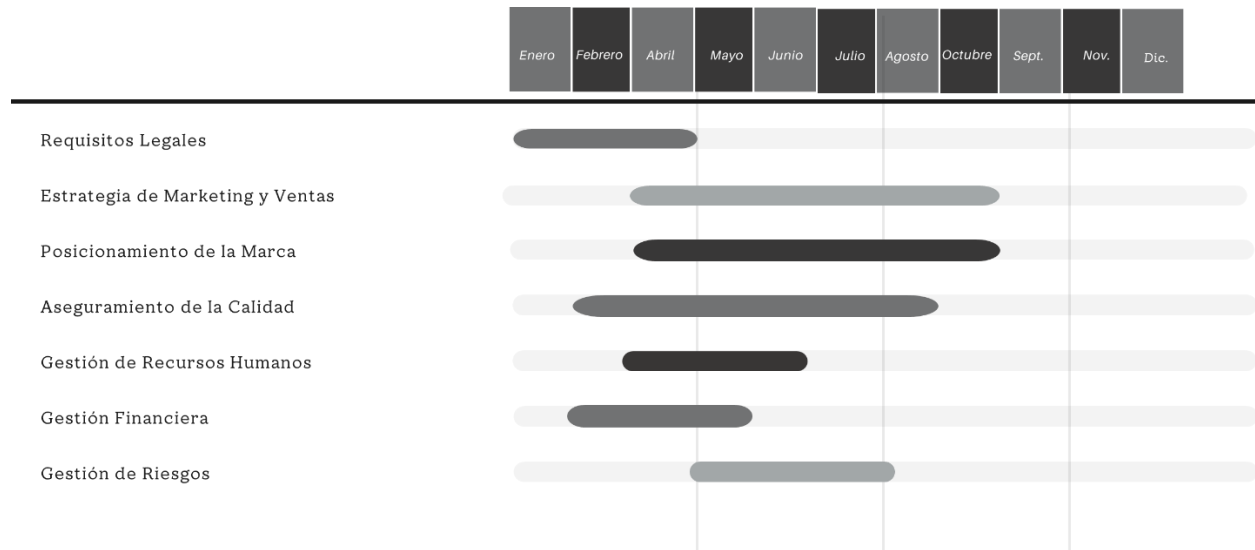 Enero Febrero Abril Mayo Junio Julio Agosto Octubre Sept. Nov. Dic.
Requisitos Legales
Estrategia de Marketing y Ventas
Posicionamiento de la Marca
Aseguramiento de la Calidad
Gestión de Recursos Humanos
Gestión Financiera
Gestión de Riesgos